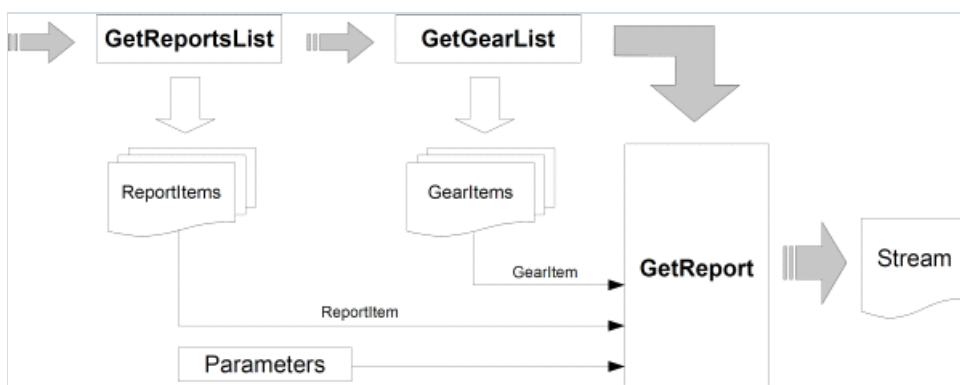 GetReportsList
GetGearList
ReportItems
GearItems
GetReport
Stream
GearItem
ReportItem
Parameters